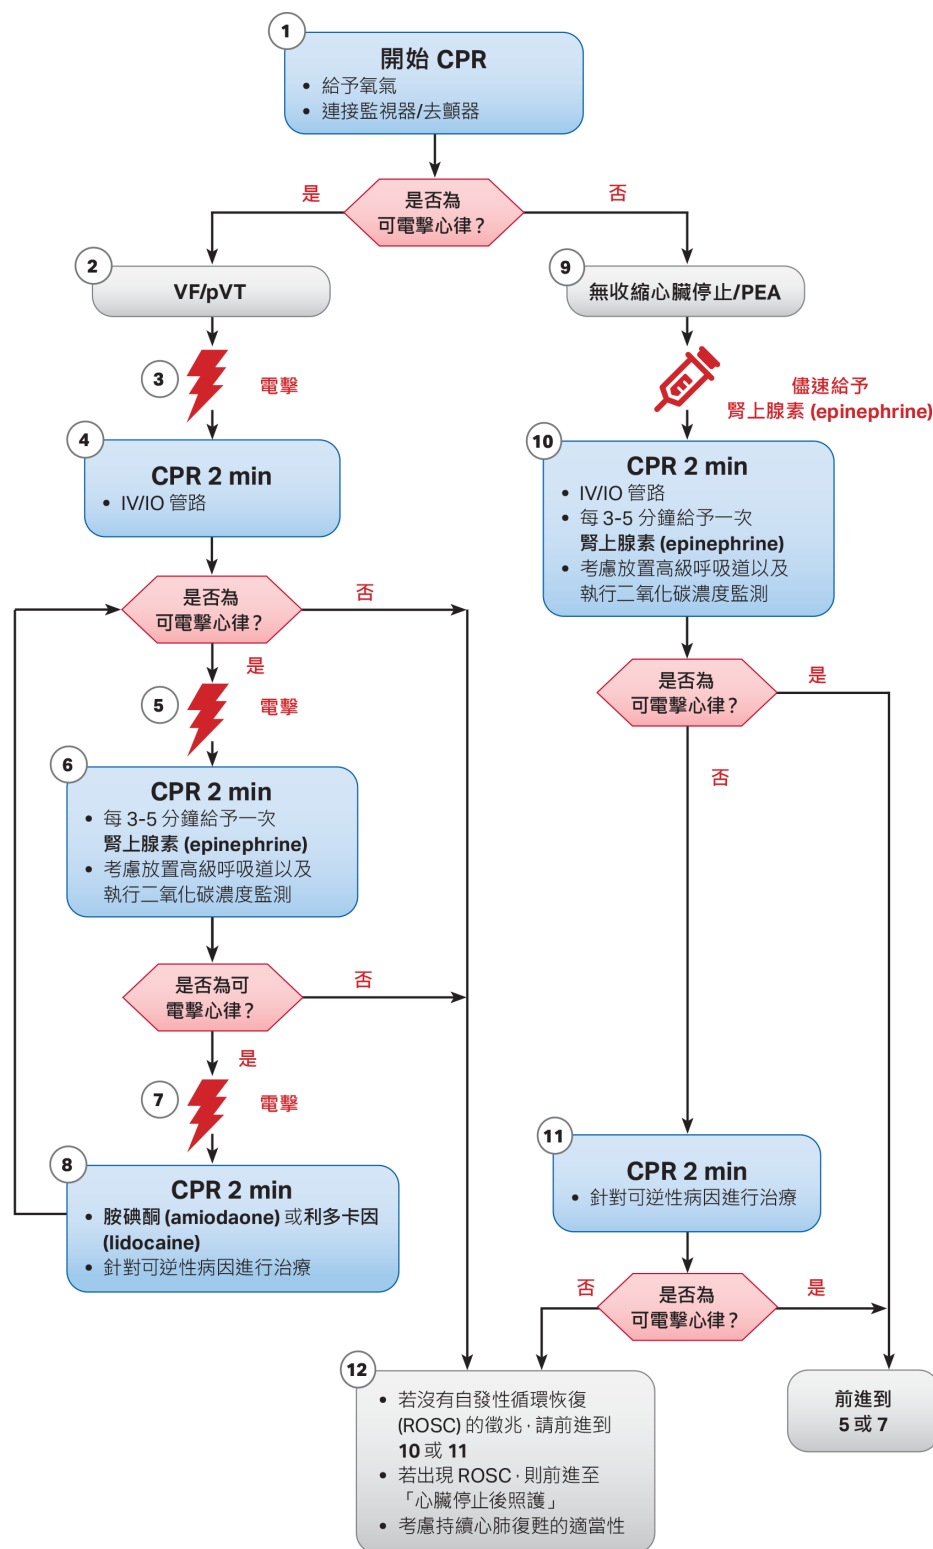 1
開始 CPR
• 給予氧氣
• 連接監視器/去顫器
是否為
可電擊心律?
是
否
2
VF/pVT
3
電擊
4
CPR 2 min
• IV/IO 管路
是否為
可電擊心律?
否
是
5
電擊
6
CPR 2 min
• 每 3-5 分鐘給予一次
腎上腺素 (epinephrine)
• 考慮放置高級呼吸道以及
執行二氧化碳濃度監測
是否為可
電擊心律?
否
是
7
電擊
8
CPR 2 min
• 胺碘酮 (amiodaone) 或利多卡因
(lidocaine)
• 針對可逆性病因進行治療
9
無收縮心臟停止/PEA
儘速給予
腎上腺素 (epinephrine)
10
CPR 2 min
• IV/IO 管路
• 每 3-5 分鐘給予一次
腎上腺素 (epinephrine)
• 考慮放置高級呼吸道以及
執行二氧化碳濃度監測
是否為
可電擊心律?
是
否
11
CPR 2 min
• 針對可逆性病因進行治療
是否為
可電擊心律?
否
是
12
• 若沒有自發性循環恢復
(ROSC) 的徵兆,請前進到
10 或 11
• 若出現 ROSC,則前進至
「心臟停止後照護」
• 考慮持續心肺復甦的適當性
前進到
5 或 7